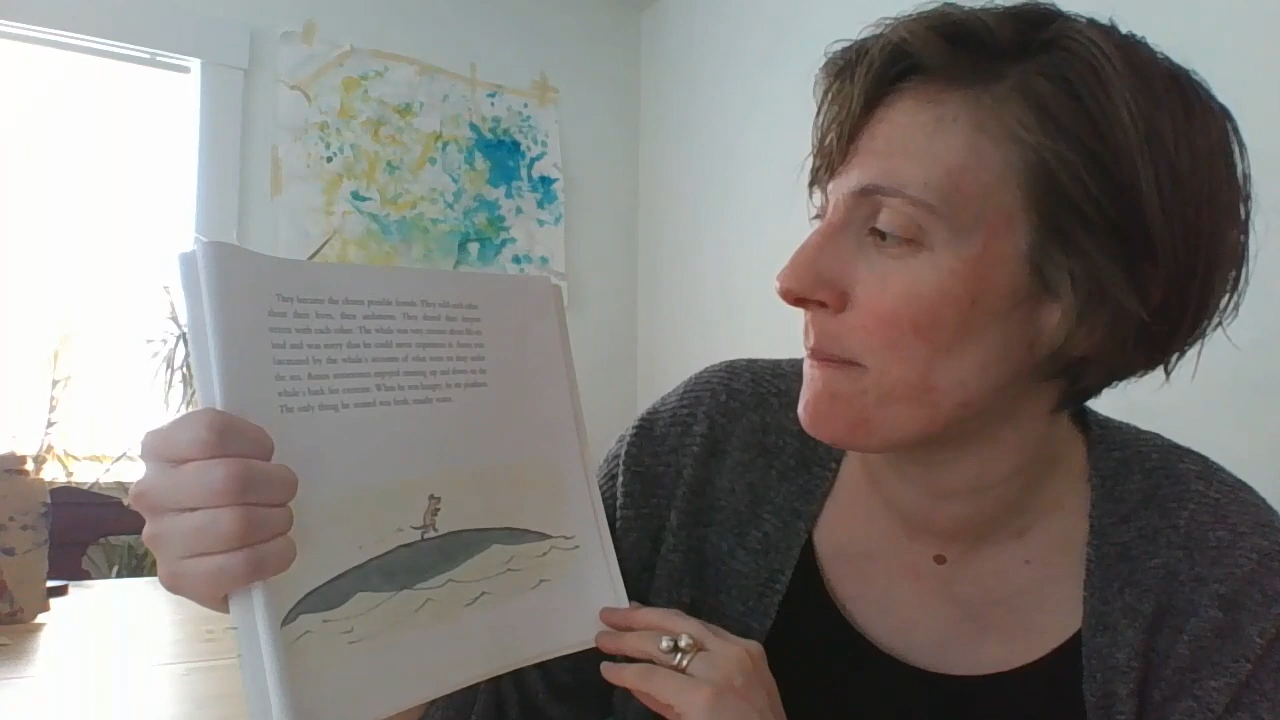 They became the closest possible friends. They told each other
about their lives, their ambitions. They shared their deepest
secrets with each other. The whale was very curious about life on
land and was sorry that he could never experience it. Amos was
fascinated by the whale's accounts of what went on deep under
the sea. Amos sometimes enjoyed running up and down on the
whale's back for exercise. When he was hungry, he ate plankton.
The only thing he missed was fresh, unsalty water.